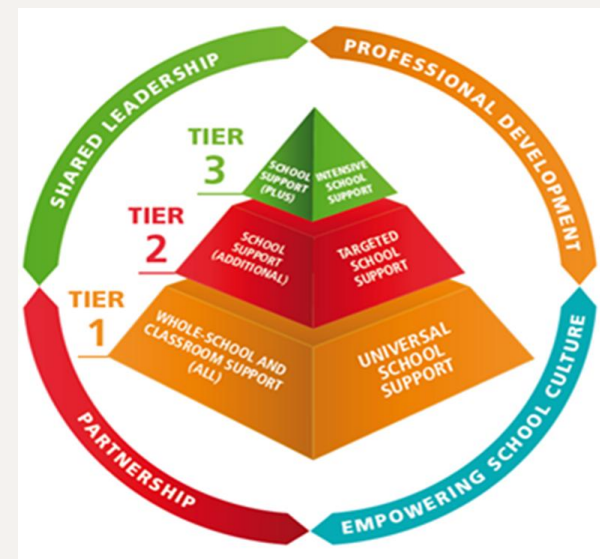 SHARED LEADERSHIP
PROFESSIONAL DEVELOPMENT
TIER
3
SCHOOL
SUPPORT
(PLUS)
INTENSIVE
SCHOOL
SUPPORT
TIER
2
SCHOOL
SUPPORT
(ADDITIONAL)
TARGETED
SCHOOL
SUPPORT
TIER
1
WHOLE-SCHOOL AND
CLASSROOM SUPPORT
(ALL)
UNIVERSAL
SCHOOL
SUPPORT
PARTNERSHIP
EMPOWERING SCHOOL CULTURE